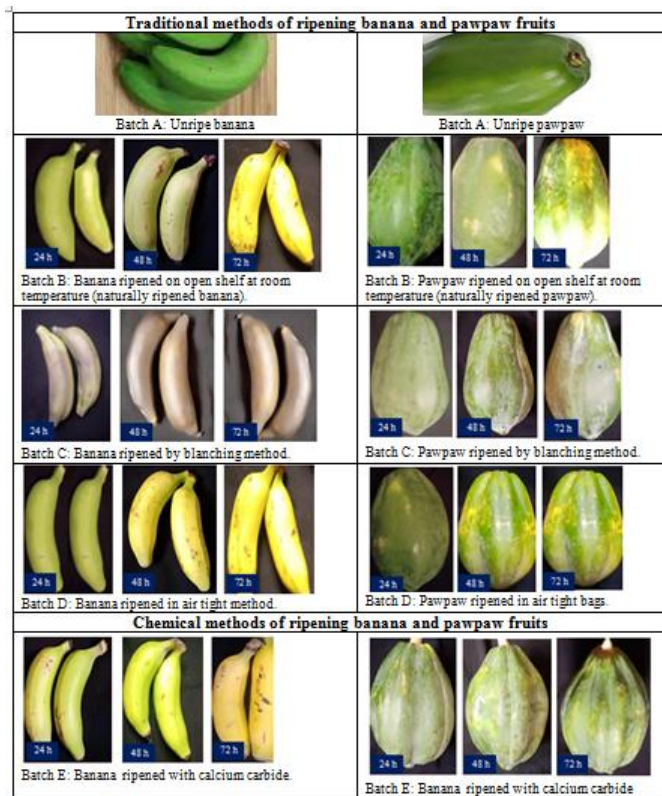 Traditional methods of ripening banana and pawpaw fruits
Batch A: Unripe banana
Batch A: Unripe pawpaw
24 h
48 h
72 h
Batch B: Banana ripened on open shelf at room
temperature (naturally ripened banana).
24 h
48 h
72 h
Batch B: Pawpaw ripened on open shelf at room
temperature (naturally ripened pawpaw).
24 h
48 h
72 h
Batch C: Banana ripened by blanching method.
24 h
48 h
72 h
Batch C: Pawpaw ripened by blanching method.
24 h
48 h
72 h
Batch D: Banana ripened in air tight method.
24 h
48 h
72 h
Batch D: Pawpaw ripened in air tight bags.
Chemical methods of ripening banana and pawpaw fruits
24 h
48 h
72 h
Batch E: Banana ripened with calcium carbide.
24 h
48 h
72 h
Batch E: Banana ripened with calcium carbide